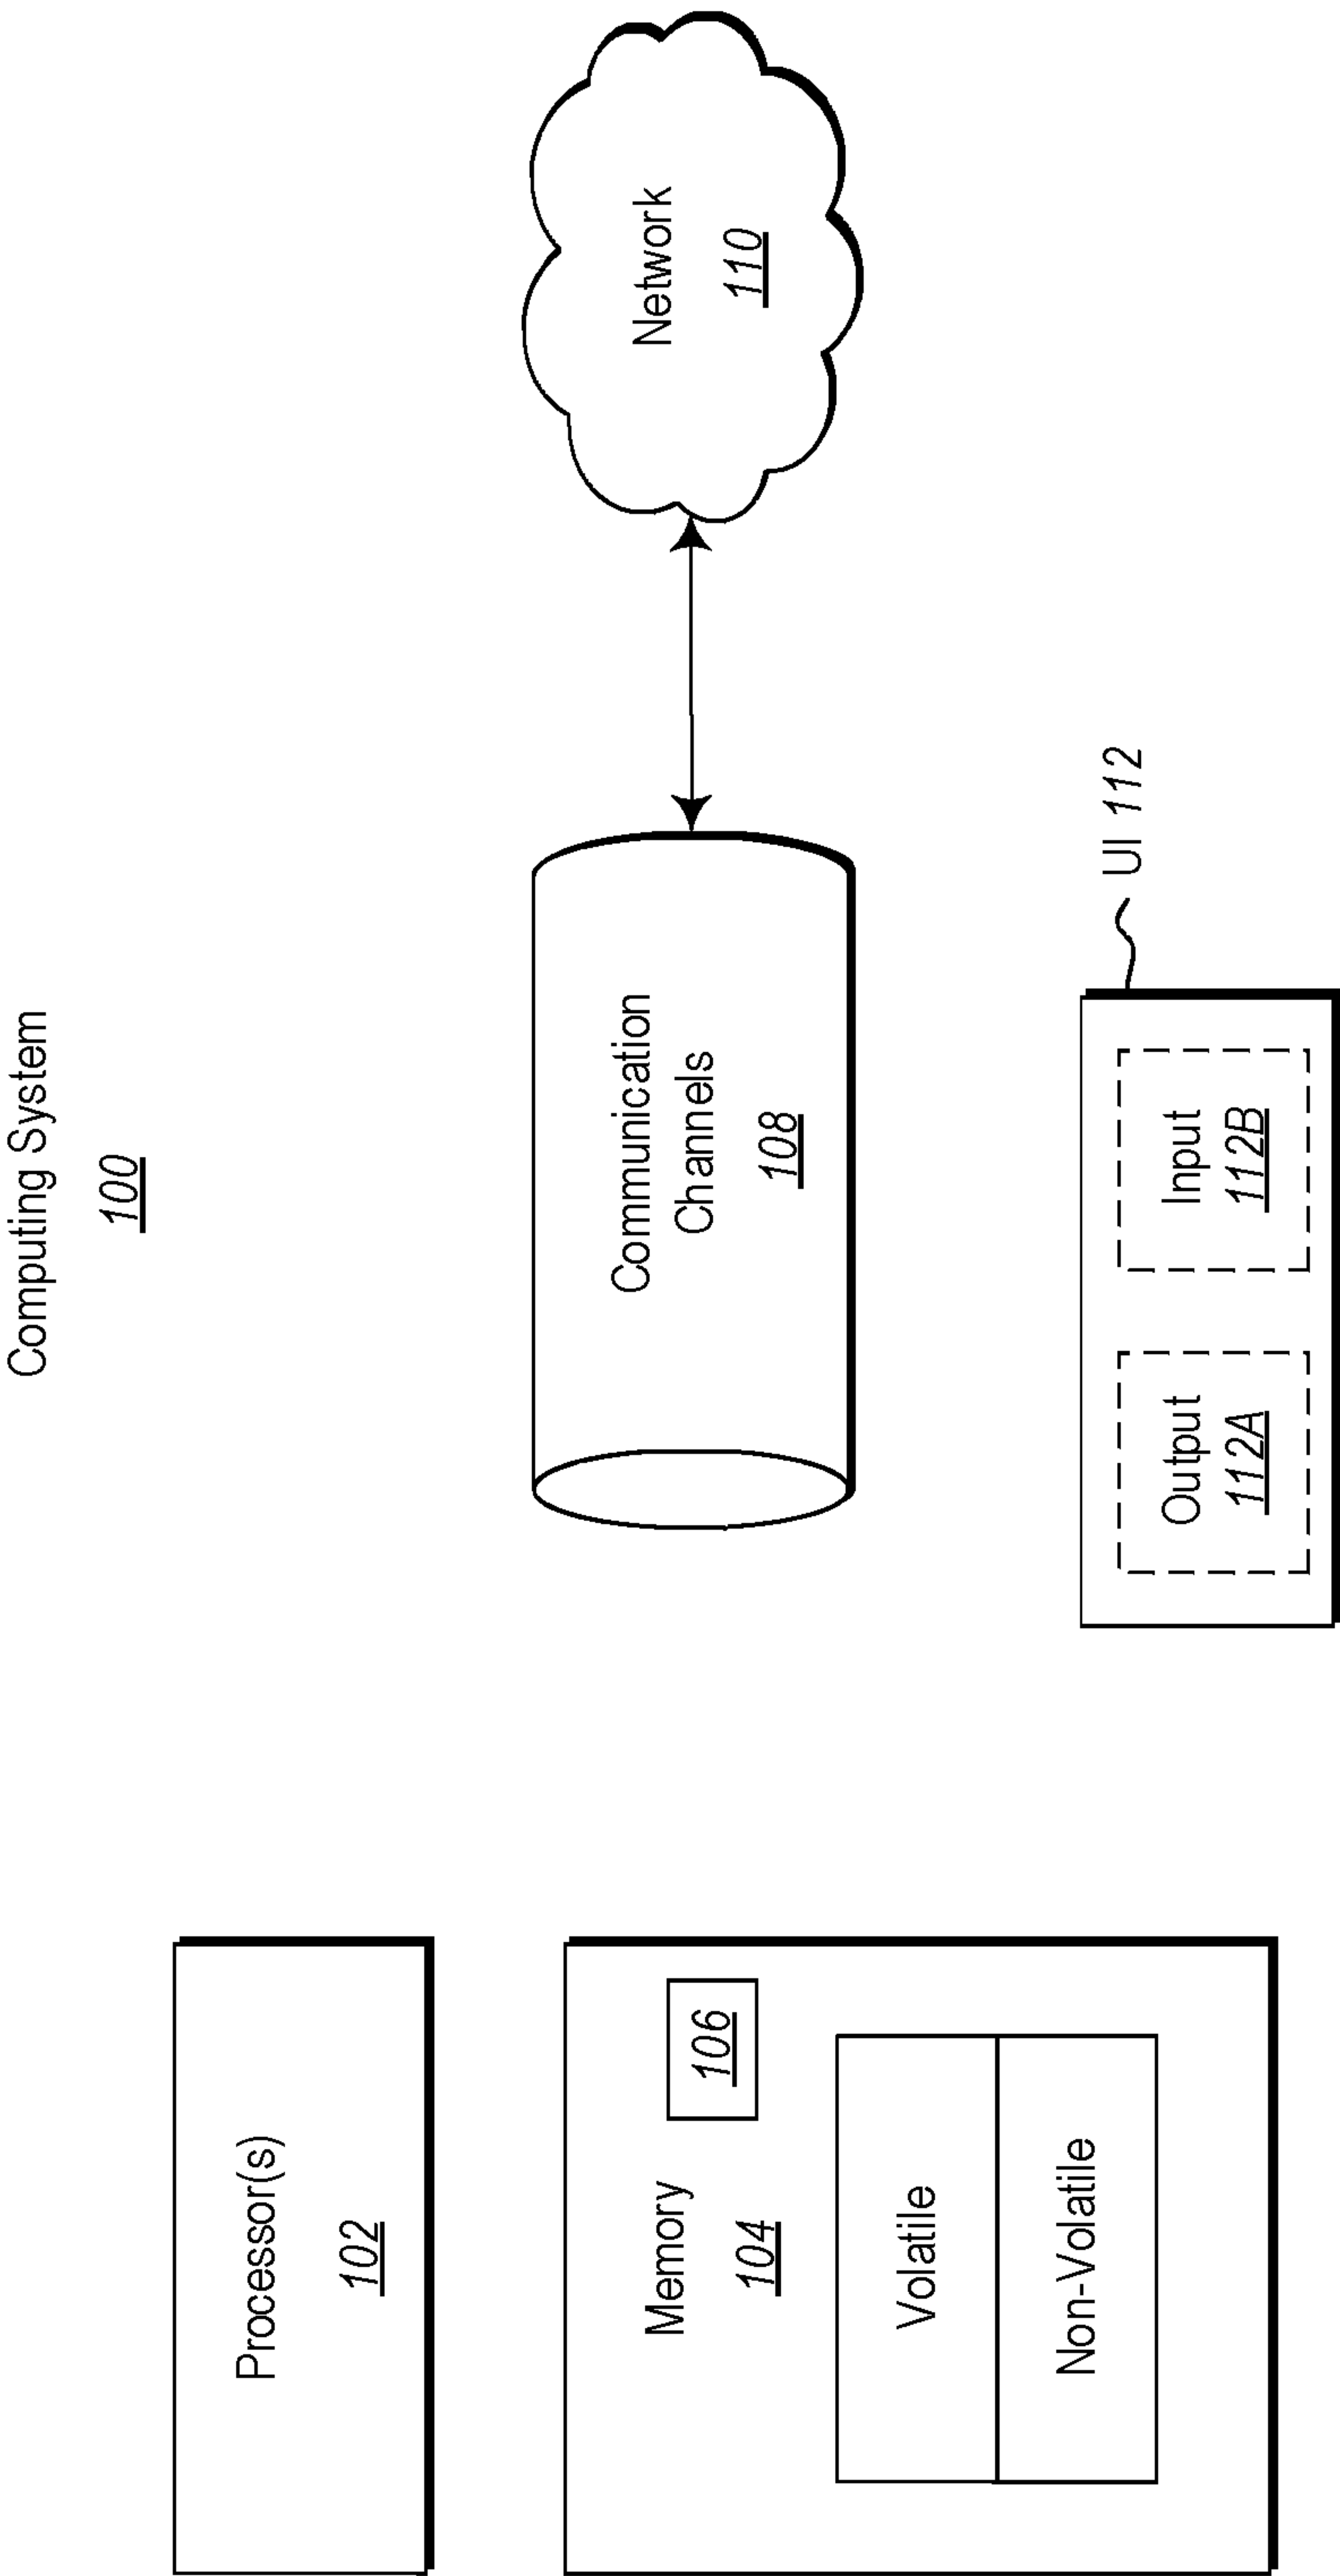 Computing System
100
Processor(s)
102
Memory
104
106
Volatile
Non-Volatile
Communication
Channels
108
Network
110
UI 112
Output
112A
Input
112B